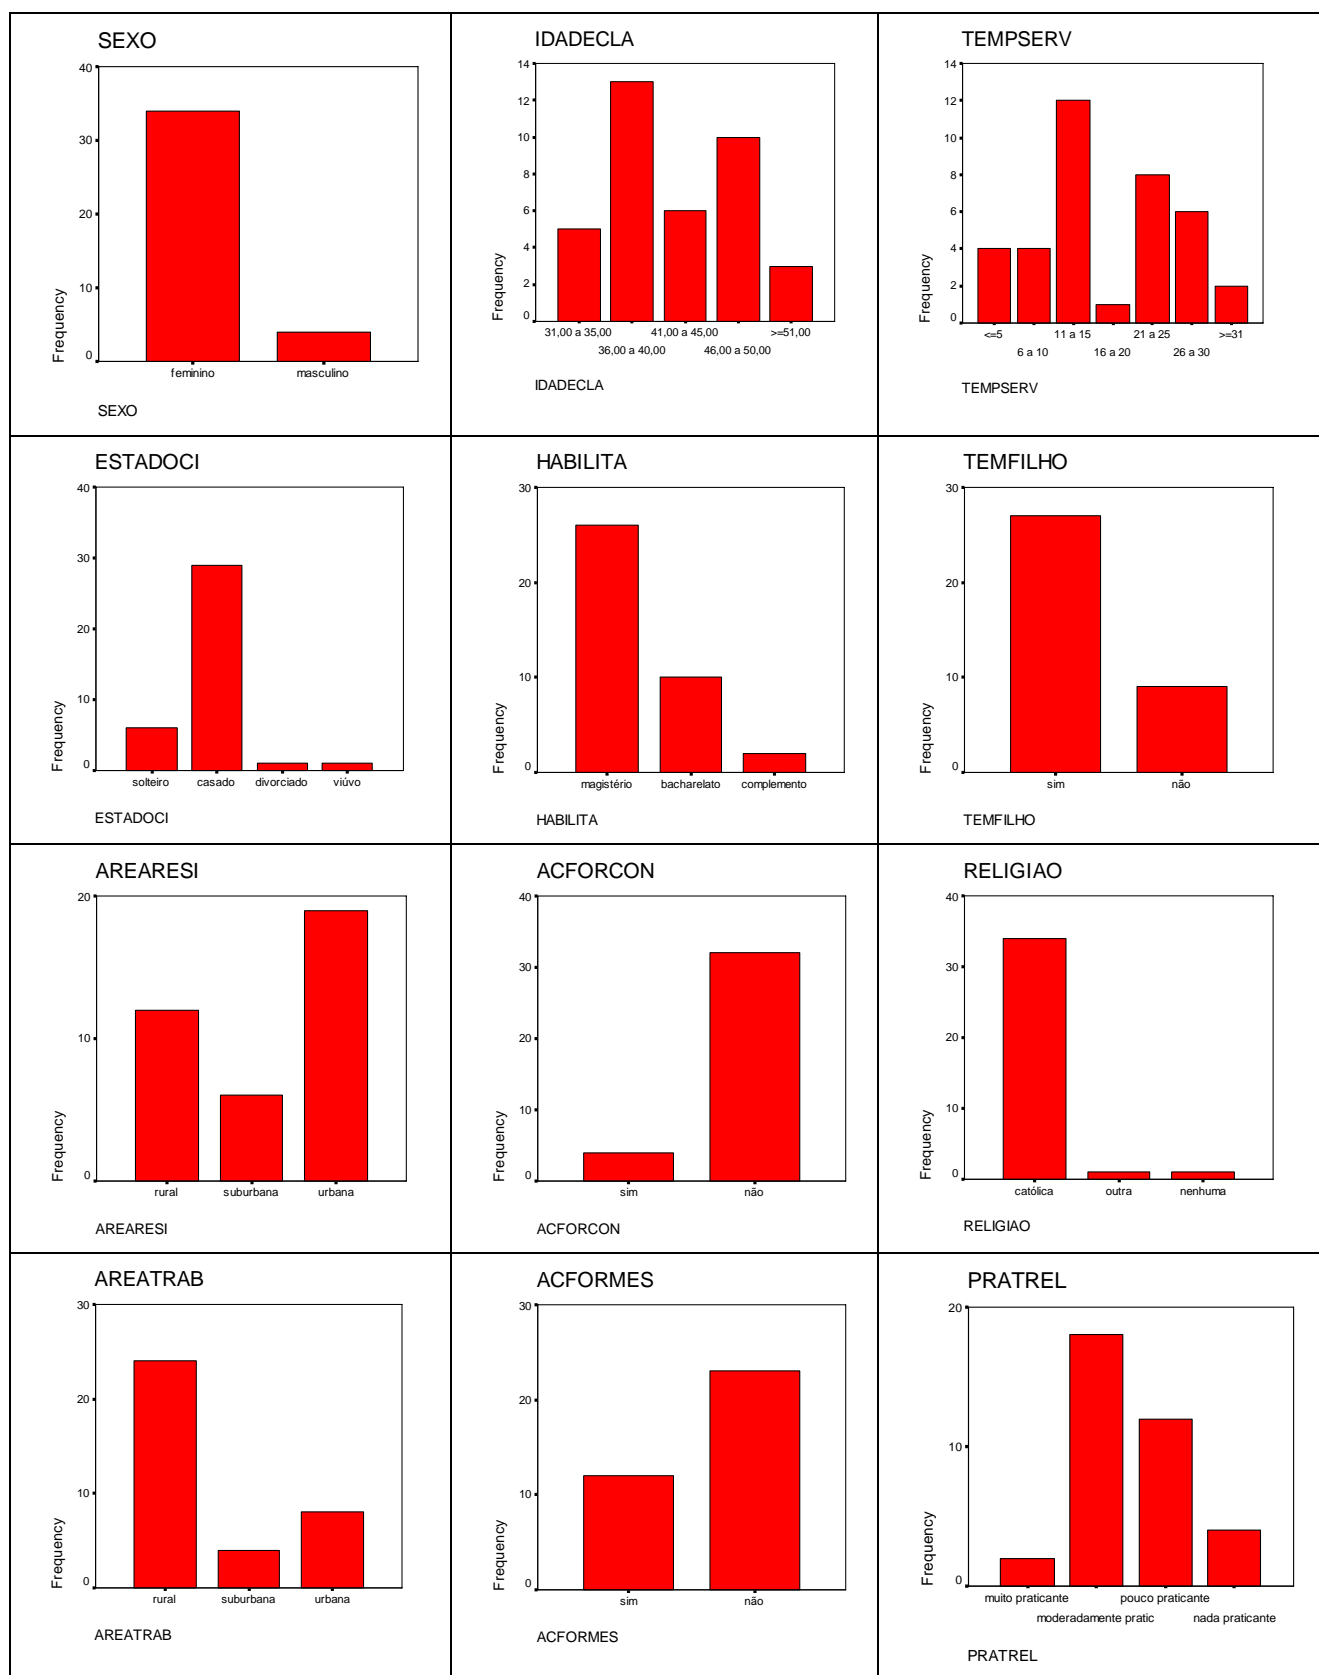 SEXO
40
30
20
10
0
Frequency
feminino masculino
SEXO
IDADECLA
14
12
10
8
6
4
2
0
Frequency
31,00 a 35,00 41,00 a 45,00 >=51,00
36,00 a 40,00 46,00 a 50,00
IDADECLA
TEMPSERV
14
12
10
8
6
4
2
0
Frequency
<=5 11 a 15 21 a 25 >=31
6 a 10 16 a 20 26 a 30
TEMPSERV
ESTADOCI
40
30
20
10
0
Frequency
solteiro casado divorciado viúvo
ESTADOCI
HABILITA
30
20
10
0
Frequency
magistério bacharelato complemento
HABILITA
TEMFILHO
30
20
10
0
Frequency
sim não
TEMFILHO
AREARESI
20
10
0
Frequency
rural suburbana urbana
AREARESI
ACFORCON
40
30
20
10
0
Frequency
sim não
ACFORCON
RELIGIAO
40
30
20
10
0
Frequency
católica outra nenhuma
RELIGIAO
AREATRAB
30
20
10
0
Frequency
rural suburbana urbana
AREATRAB
ACFORMES
30
20
10
0
Frequency
sim não
ACFORMES
PRATREL
20
10
0
Frequency
muito praticante pouco praticante
moderadamente pratic nada praticante
PRATREL